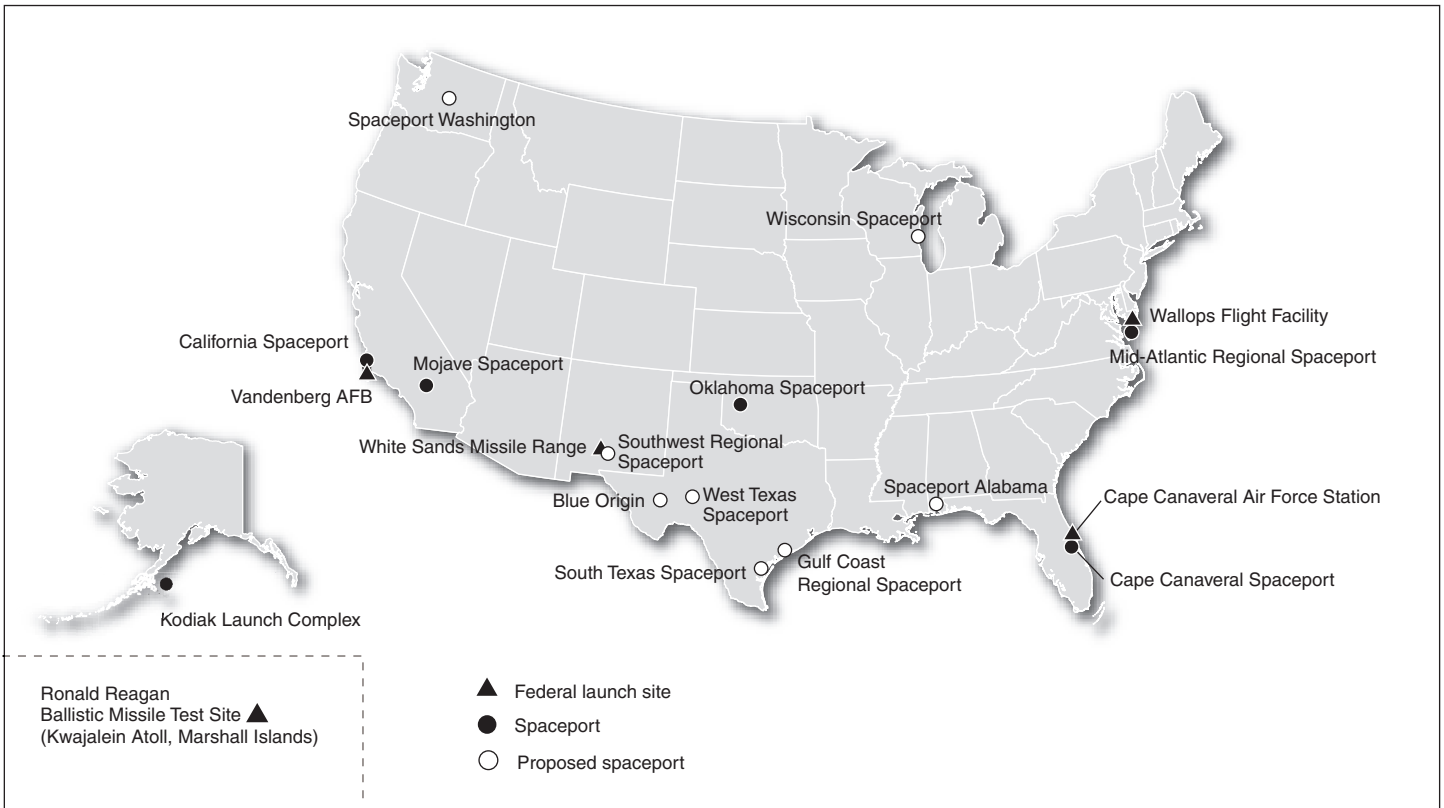 Spaceport Washington
Wisconsin Spaceport
Wallops Flight Facility
Mid-Atlantic Regional Spaceport
California Spaceport
Mojave Spaceport
Vandenberg AFB
Oklahoma Spaceport
White Sands Missile Range
Southwest Regional
Spaceport
Blue Origin
West Texas
Spaceport
Spaceport Alabama
Cape Canaveral Air Force Station
South Texas Spaceport
Gulf Coast
Regional Spaceport
Cape Canaveral Spaceport
Kodiak Launch Complex
Ronald Reagan
Ballistic Missile Test Site
(Kwajalein Atoll, Marshall Islands)
Federal launch site
Spaceport
Proposed spaceport